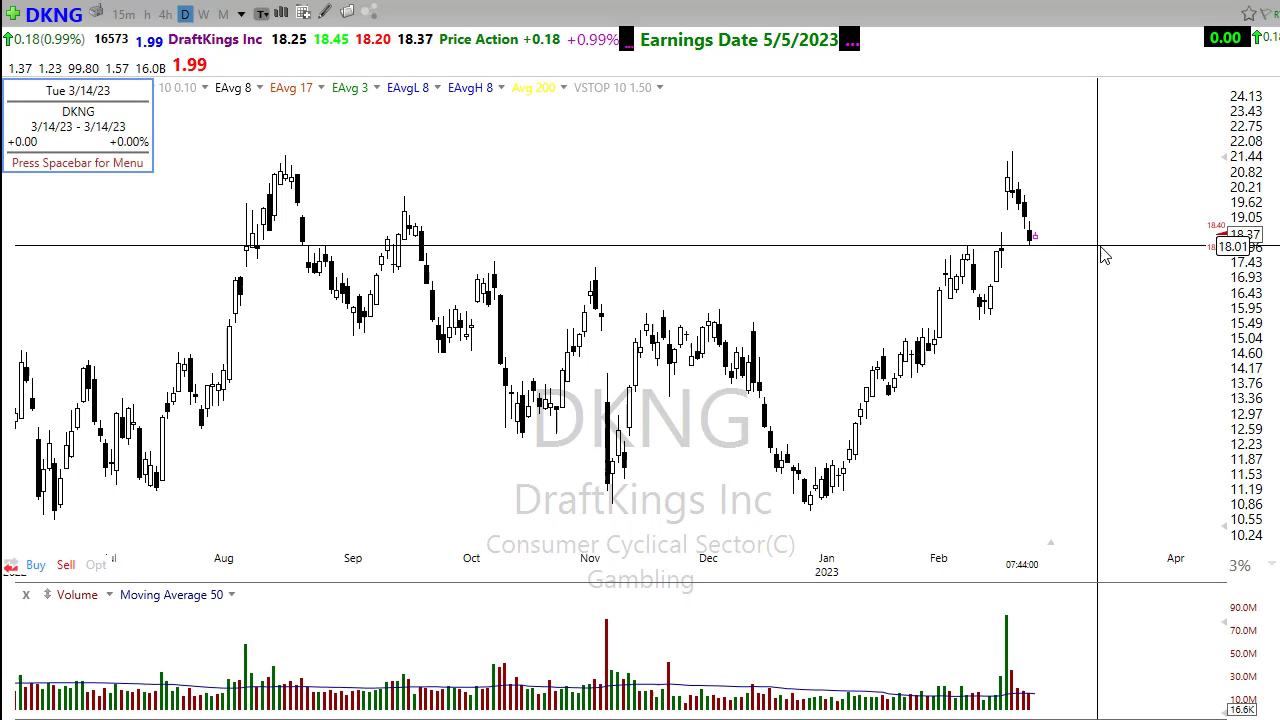 DKNG 15m h 4h D W M T
0.18(0.99%) 16573 1.99 DraftKings Inc 18.25 18.45 18.20 18.37 Price Action +0.18 +0.99% ... Earnings Date 5/5/2023 ... 0.00
1.37 1.23 99.80 1.57 16.0B 1.99
Tue 3/14/23
DKNG
3/14/23 - 3/14/23
+0.00 +0.00%
Press Spacebar for Menu
10 0.10 EAvg 8 EAvg 17 EAvg 3 EAvgL 8 EAvgH 8 Avg 200 VSTOP 10 1.50
24.13
23.43
22.75
22.08
21.44
20.82
20.21
19.62
19.05
18.40
18.37
18.01
17.43
16.93
16.43
15.95
15.49
15.04
14.60
14.17
13.76
13.36
12.97
12.59
12.23
11.87
11.53
11.19
10.86
10.55
10.24
DKNG
DraftKings Inc
Consumer Cyclical Sector(C)
Gambling
Aug Sep Oct Nov Dec Jan Feb Apr
2023 07:44:00
Buy Sell Opt 3%
x Volume Moving Average 50
90.0M
70.0M
50.0M
30.0M
10.0M
16.6K